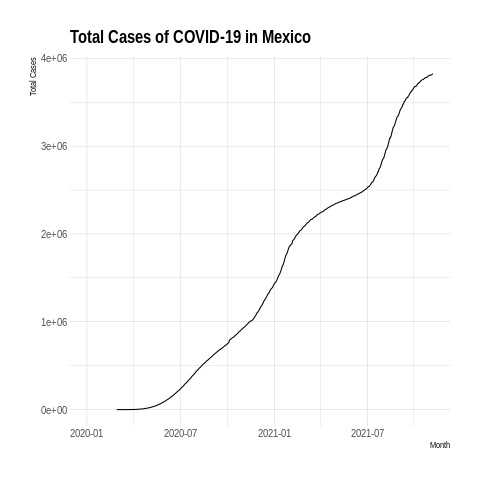 Total Cases of COVID-19 in Mexico
Total Cases
4e+06
3e+06
2e+06
1e+06
0e+00
2020-01 2020-07 2021-01 2021-07
Month